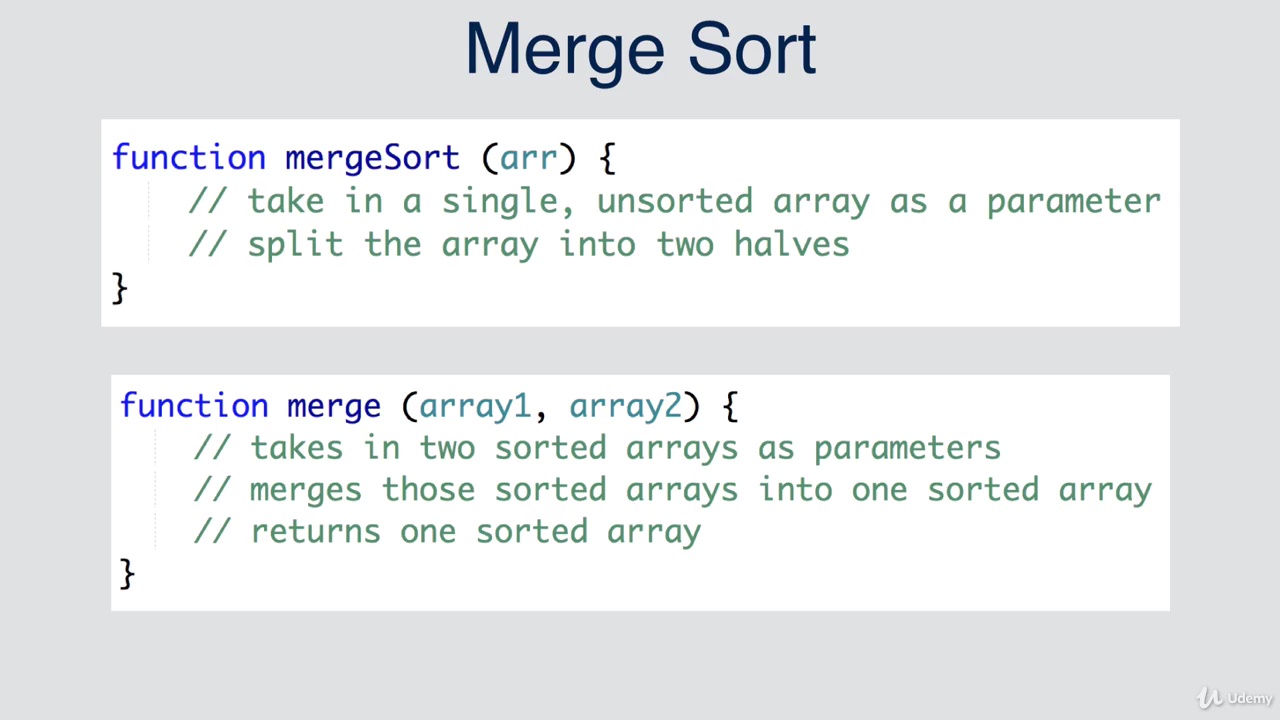 Merge Sort
function mergeSort (arr) {
// take in a single, unsorted array as a parameter
// split the array into two halves
}
function merge (array1, array2) {
// takes in two sorted arrays as parameters
// merges those sorted arrays into one sorted array
// returns one sorted array
}
Udemy